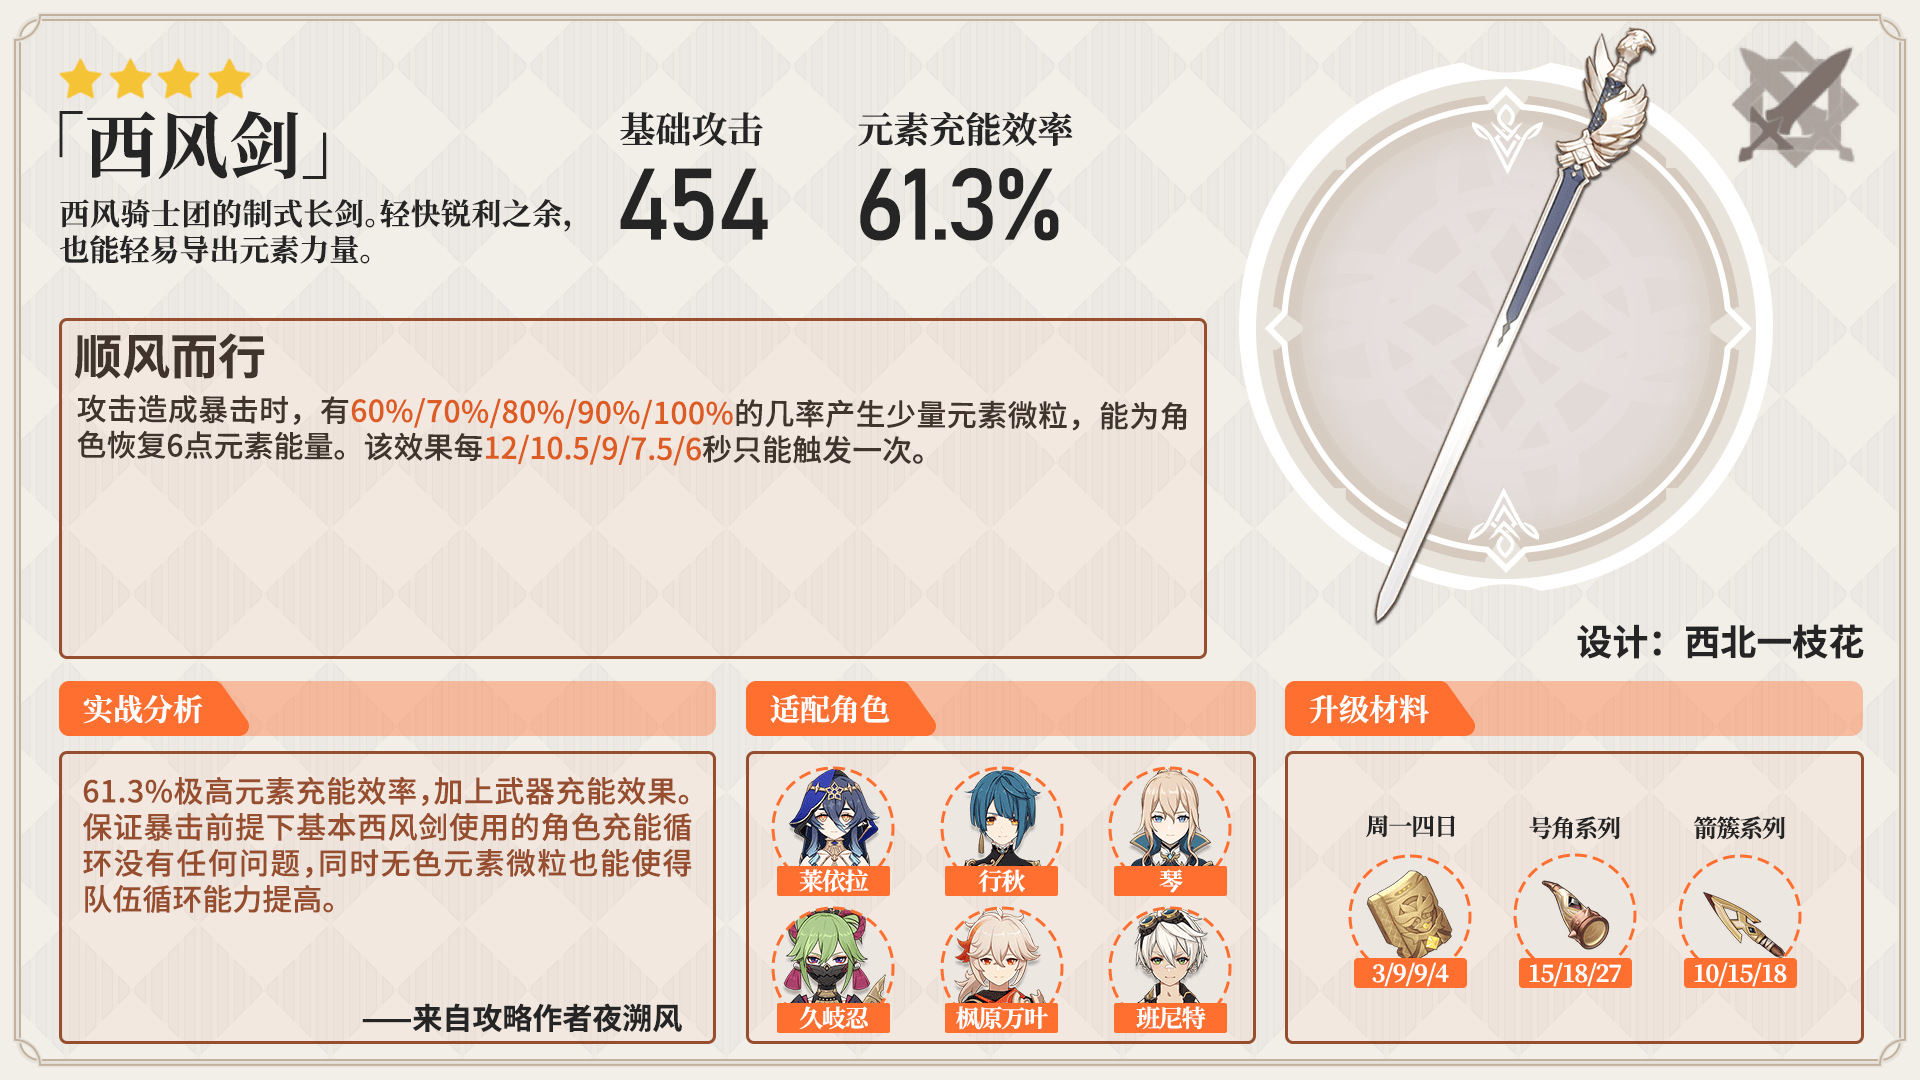 「西风剑」
西风骑士团的制式长剑。轻快锐利之余，
也能轻易导出元素力量。
基础攻击
454
元素充能效率
61.3%
顺风而行
攻击造成暴击时，有60%/70%/80%/90%/100%的几率产生少量元素微粒，能为角
色恢复6点元素能量。该效果每12/10.5/9/7.5/6秒只能触发一次。
设计：西北一枝花
实战分析
61.3%极高元素充能效率，加上武器充能效果。
保证暴击前提下基本西风剑使用的角色充能循
环没有任何问题，同时无色元素微粒也能使得
队伍循环能力提高。
——来自攻略作者夜溯风
适配角色
莱依拉
行秋
琴
久岐忍
枫原万叶
班尼特
升级材料
周一四日
号角系列
箭簇系列
3/9/9/4
15/18/27
10/15/18